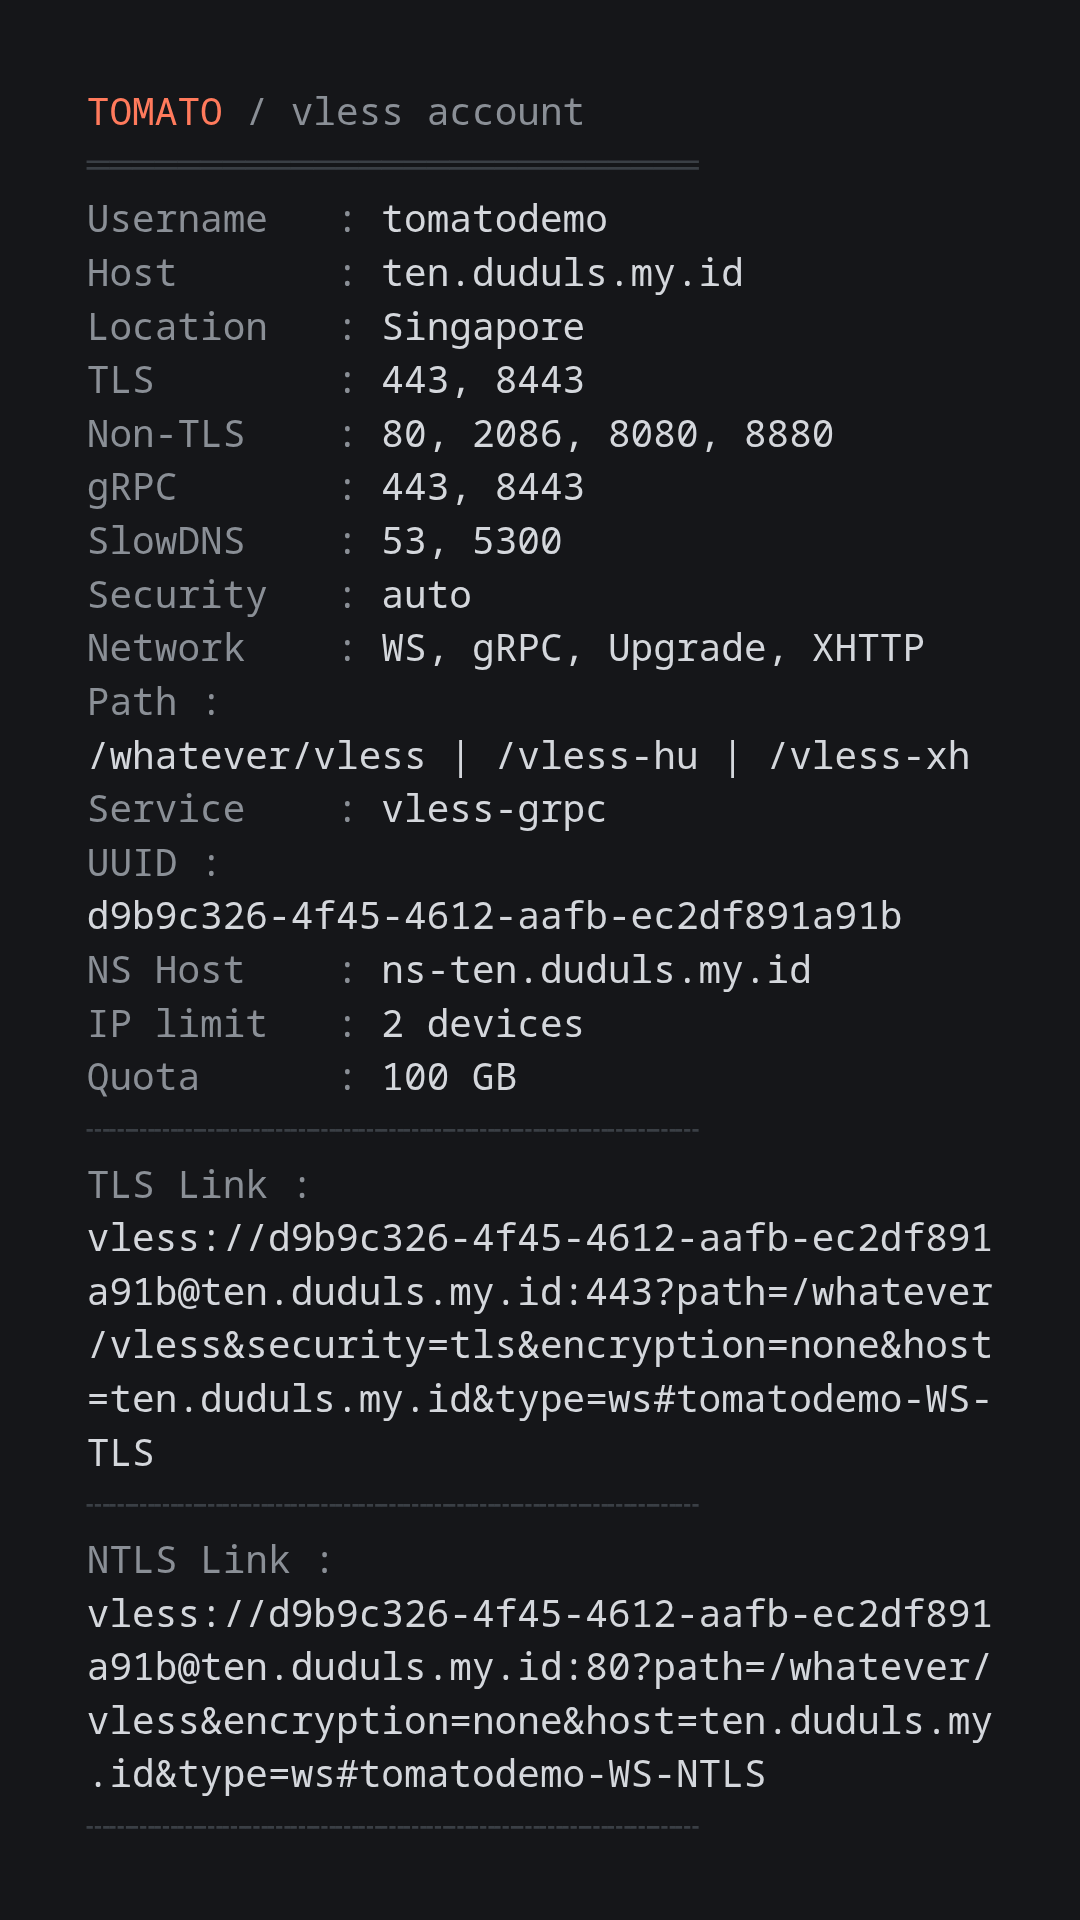 TOMATO / vless account
Username : tomatodemo
Host : ten.duduls.my.id
Location : Singapore
TLS : 443, 8443
Non-TLS : 80, 2086, 8080, 8880
gRPC : 443, 8443
SlowDNS : 53, 5300
Security : auto
Network : WS, gRPC, Upgrade, XHTTP
Path :
/whatever/vless | /vless-hu | /vless-xh
Service : vless-grpc
UUID :
d9b9c326-4f45-4612-aafb-ec2df891a91b
NS Host : ns-ten.duduls.my.id
IP limit : 2 devices
Quota : 100 GB
TLS Link :
vless://d9b9c326-4f45-4612-aafb-ec2df891
a91b@ten.duduls.my.id:443?path=/whatever
/vless&security=tls&encryption=none&host
=ten.duduls.my.id&type=ws#tomatodemo-WS-
TLS
NTLS Link :
vless://d9b9c326-4f45-4612-aafb-ec2df891
a91b@ten.duduls.my.id:80?path=/whatever/
vless&encryption=none&host=ten.duduls.my
.id&type=ws#tomatodemo-WS-NTLS